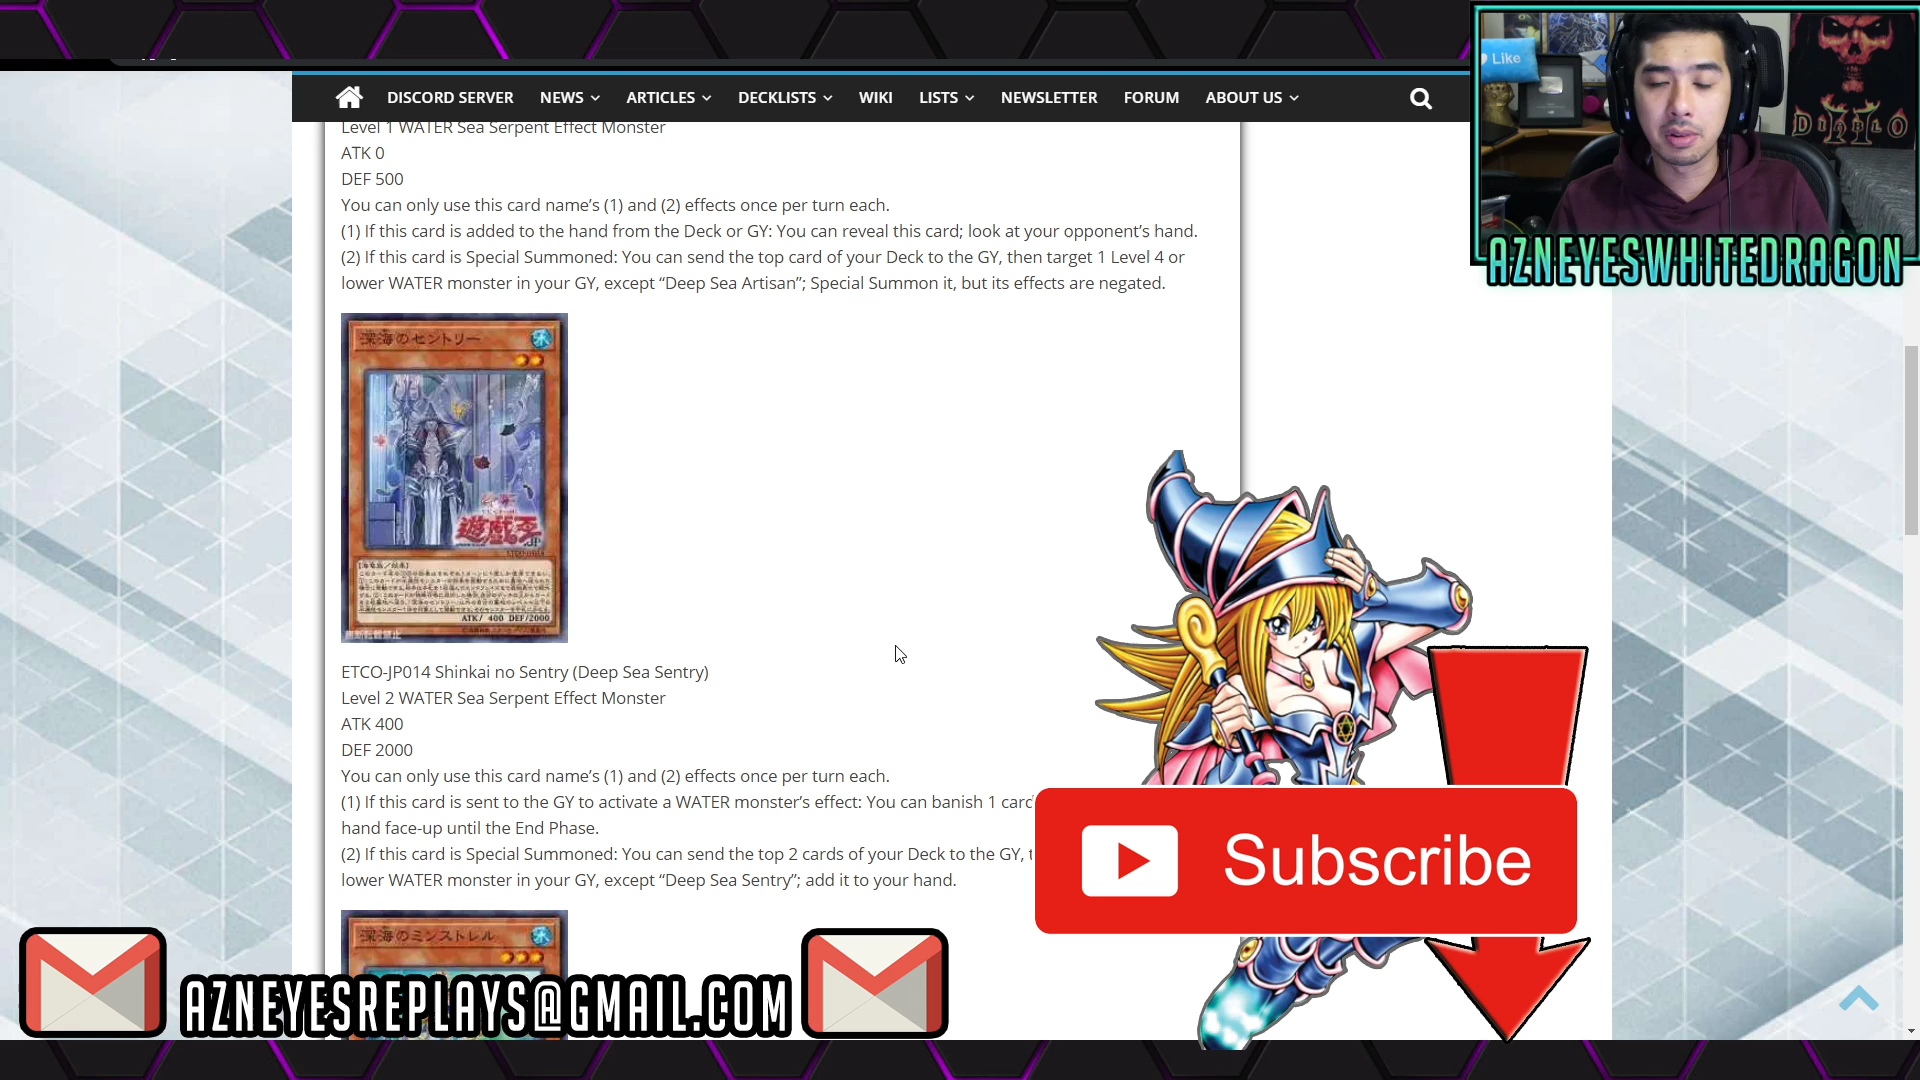 DISCORD SERVER NEWS ARTICLES DECKLISTS WIKI LISTS NEWSLETTER FORUM ABOUT US
Like
DIABLO
II
AZNEYESWHITEDRAGON
Level 1 WATER Sea Serpent Effect Monster
ATK 0
DEF 500
You can only use this card name’s (1) and (2) effects once per turn each.
(1) If this card is added to the hand from the Deck or GY: You can reveal this card; look at your opponent’s hand.
(2) If this card is Special Summoned: You can send the top card of your Deck to the GY, then target 1 Level 4 or
lower WATER monster in your GY, except “Deep Sea Artisan”; Special Summon it, but its effects are negated.
深海のセントリー
遊戯王
ATK/ 400 DEF/2000
ETCO-JP014 Shinkai no Sentry (Deep Sea Sentry)
Level 2 WATER Sea Serpent Effect Monster
ATK 400
DEF 2000
You can only use this card name’s (1) and (2) effects once per turn each.
(1) If this card is sent to the GY to activate a WATER monster’s effect: You can banish 1 card
hand face-up until the End Phase.
(2) If this card is Special Summoned: You can send the top 2 cards of your Deck to the GY, t
lower WATER monster in your GY, except “Deep Sea Sentry”; add it to your hand.
Subscribe
深海のミンストレル
AZNEYESREPLAYS@GMAIL.COM